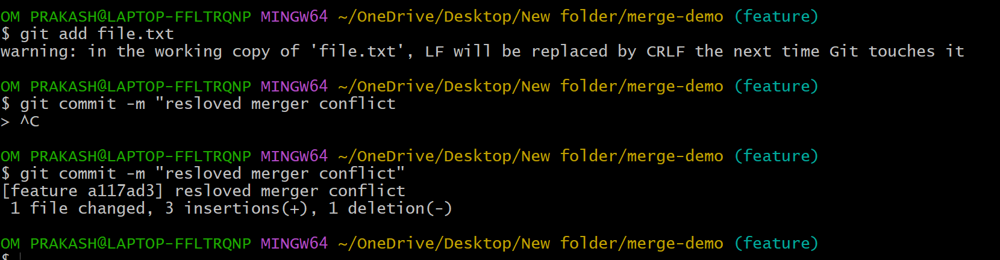 OM PRAKASH@LAPTOP-FFLTRQNP MINGW64 ~/OneDrive/Desktop/New folder/merge-demo (feature)
$ git add file.txt
warning: in the working copy of 'file.txt', LF will be replaced by CRLF the next time Git touches it
OM PRAKASH@LAPTOP-FFLTRQNP MINGW64 ~/OneDrive/Desktop/New folder/merge-demo (feature)
$ git commit -m "resloved merger conflict
> ^C
OM PRAKASH@LAPTOP-FFLTRQNP MINGW64 ~/OneDrive/Desktop/New folder/merge-demo (feature)
$ git commit -m "resloved merger conflict"
[feature a117ad3] resloved merger conflict
 1 file changed, 3 insertions(+), 1 deletion(-)
OM PRAKASH@LAPTOP-FFLTRQNP MINGW64 ~/OneDrive/Desktop/New folder/merge-demo (feature)
$